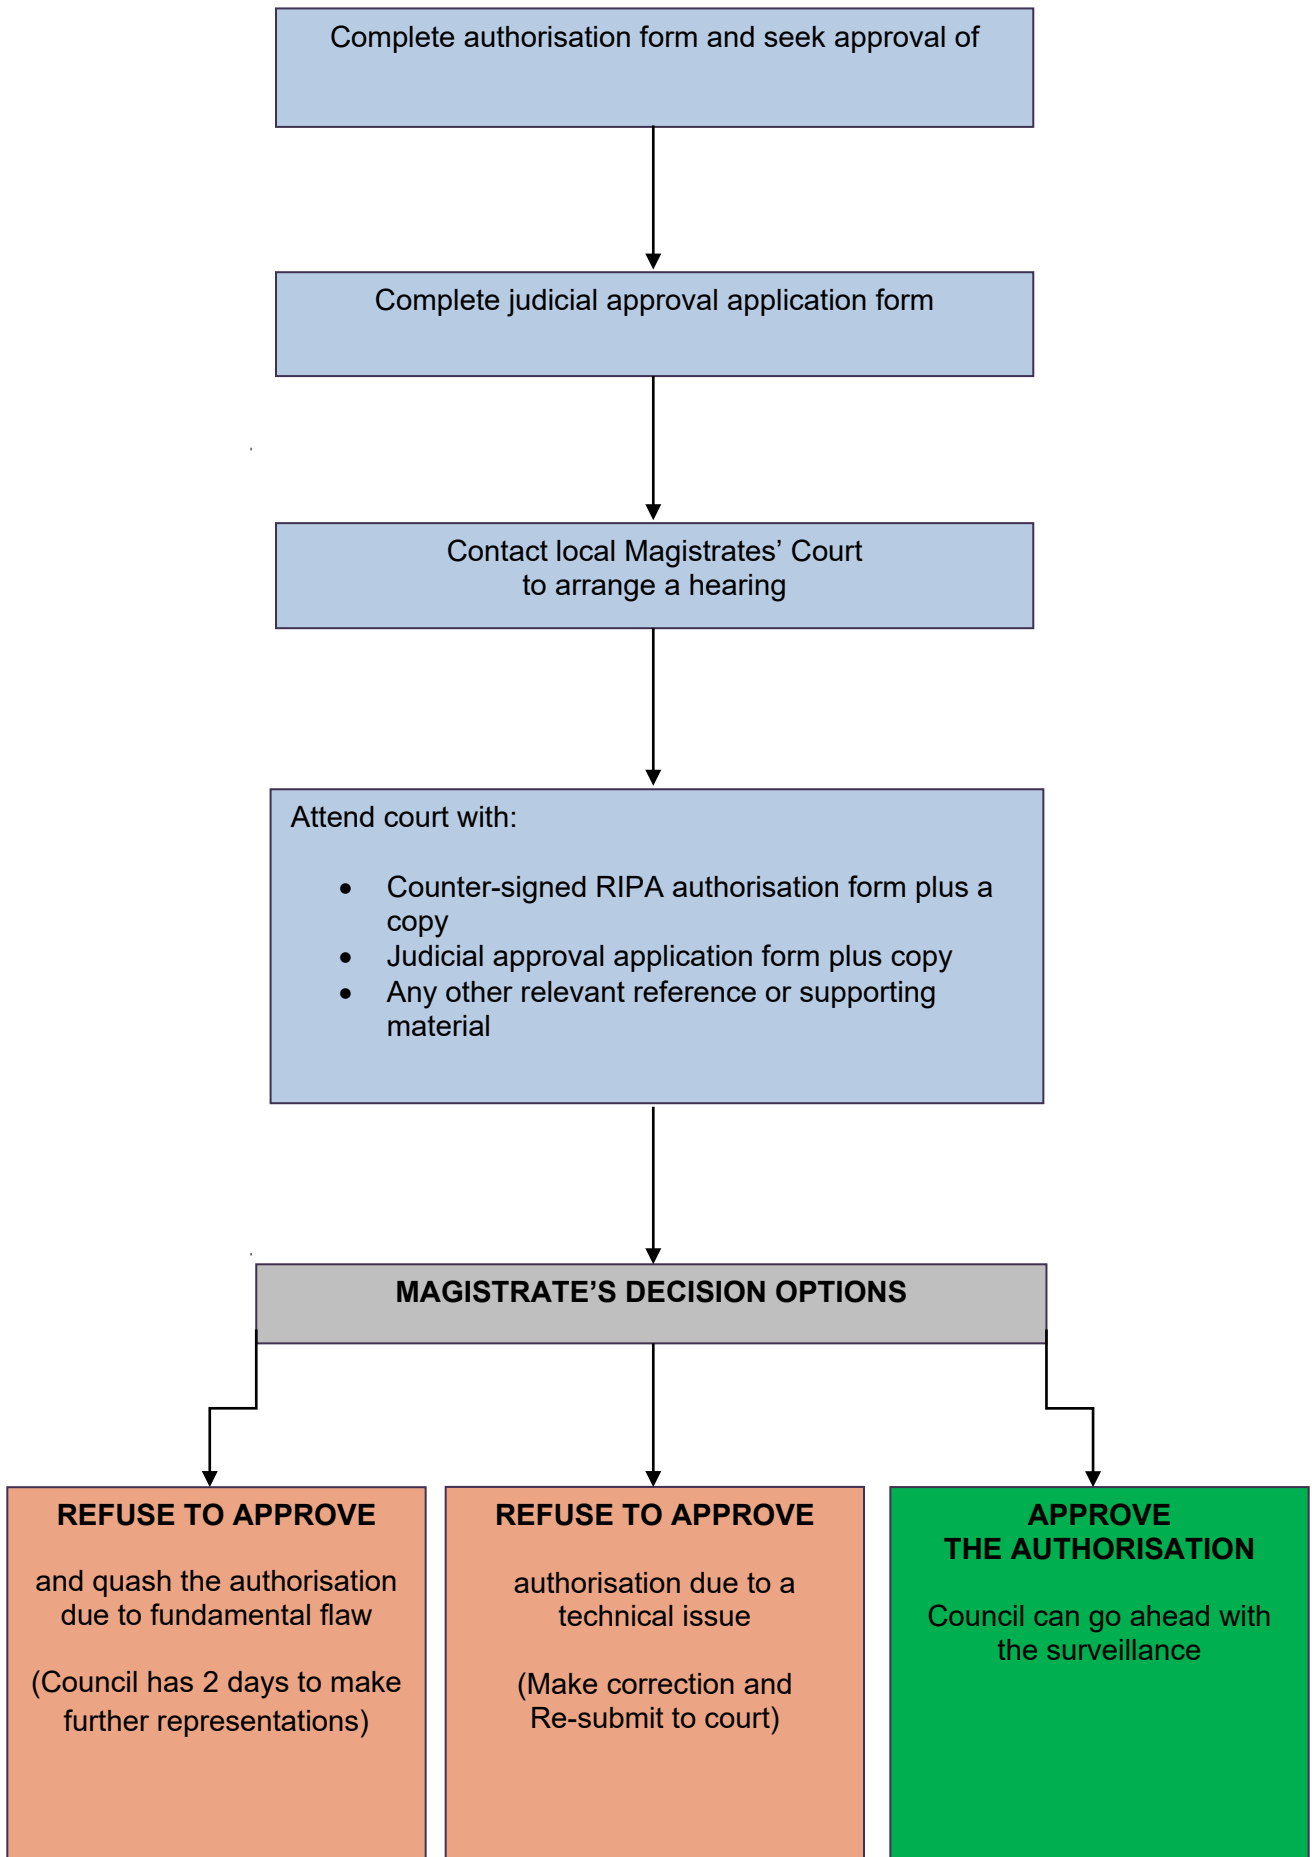 Complete authorisation form and seek approval of
Complete judicial approval application form
Contact local Magistrates’ Court
to arrange a hearing
Attend court with:
• Counter-signed RIPA authorisation form plus a
copy
• Judicial approval application form plus copy
• Any other relevant reference or supporting
material
MAGISTRATE’S DECISION OPTIONS
REFUSE TO APPROVE
and quash the authorisation
due to fundamental flaw
(Council has 2 days to make
further representations)
REFUSE TO APPROVE
authorisation due to a
technical issue
(Make correction and
Re-submit to court)
APPROVE
THE AUTHORISATION
Council can go ahead with
the surveillance